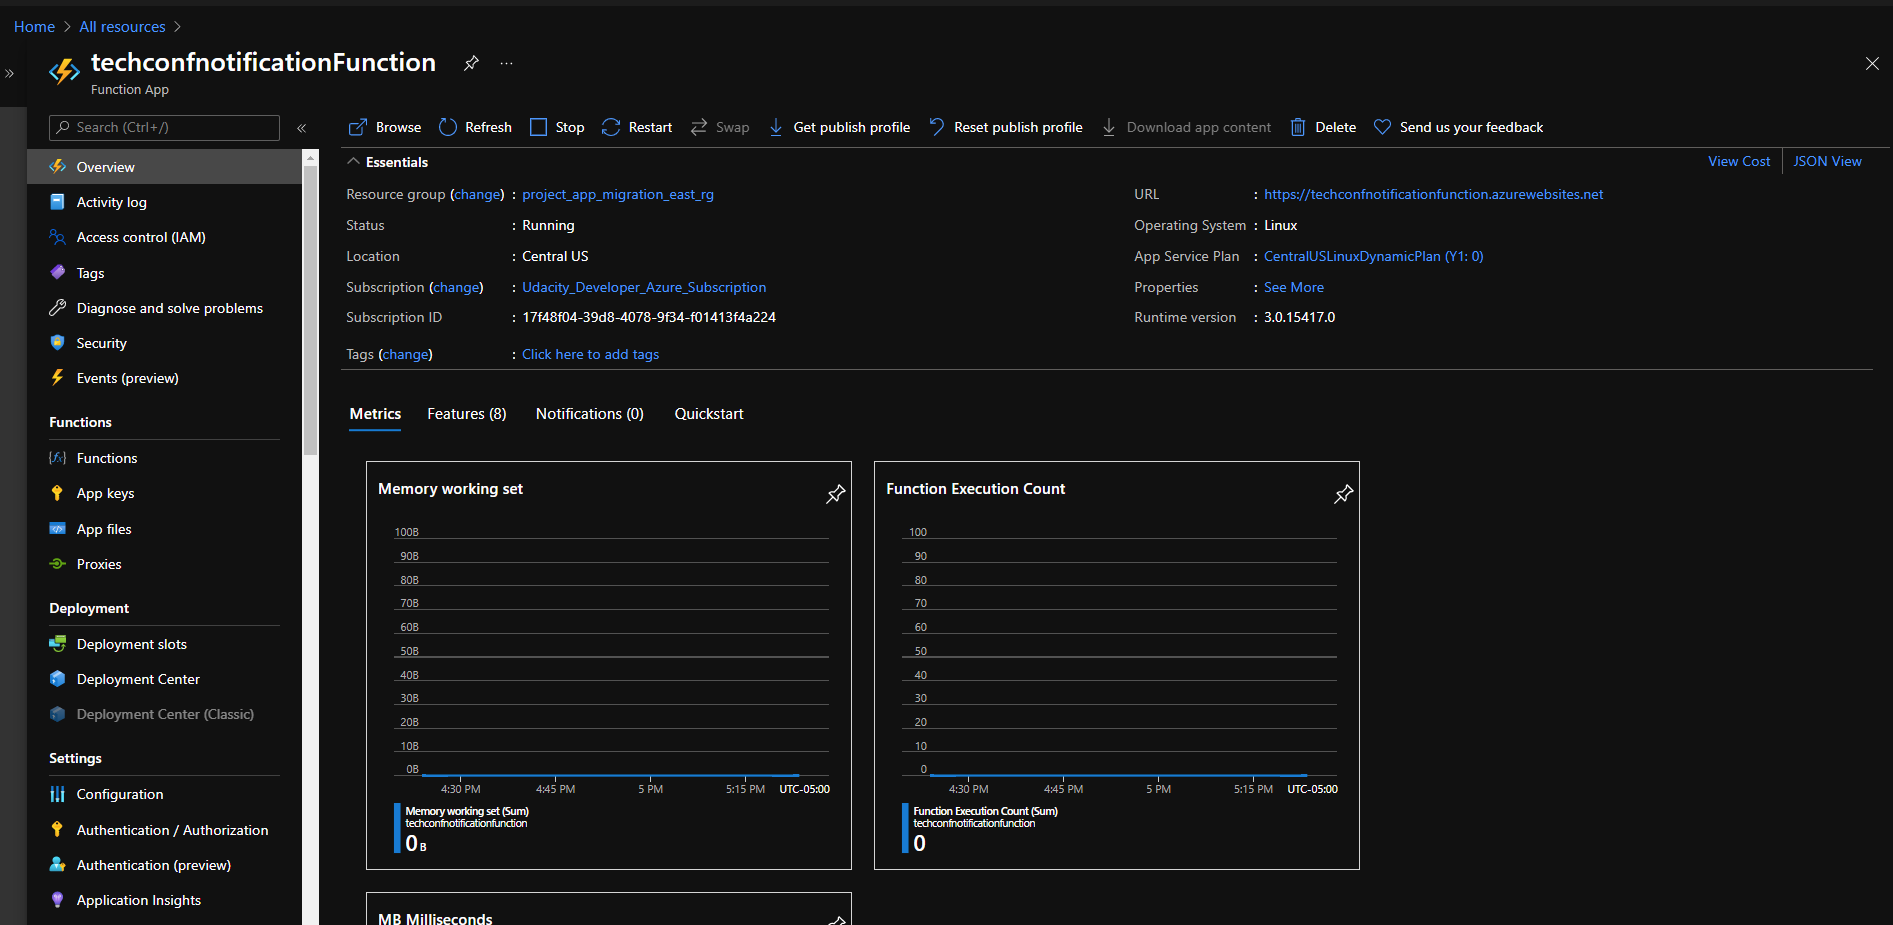 Home > All resources >
techconfnotificationFunction
Function App
Search (Ctrl+/)
Overview
Activity log
Access control (IAM)
Tags
Diagnose and solve problems
Security
Events (preview)
Functions
Functions
App keys
App files
Proxies
Deployment
Deployment slots
Deployment Center
Deployment Center (Classic)
Settings
Configuration
Authentication / Authorization
Authentication (preview)
Application Insights
Browse Refresh Stop Restart Swap Get publish profile Reset publish profile Download app content Delete Send us your feedback
Essentials
View Cost JSON View
Resource group (change) : project_app_migration_east_rg
Status : Running
Location : Central US
Subscription (change) : Udacity_Developer_Azure_Subscription
Subscription ID : 17f48f04-39d8-4078-9f34-f01413f4a224
Tags (change) : Click here to add tags
URL : https://techconfnotificationfunction.azurewebsites.net
Operating System : Linux
App Service Plan : CentralUSLinuxDynamicPlan (Y1: 0)
Properties : See More
Runtime version : 3.0.15417.0
Metrics Features (8) Notifications (0) Quickstart
Memory working set
100B
90B
80B
70B
60B
50B
40B
30B
20B
10B
0B
4:30 PM 4:45 PM 5 PM 5:15 PM UTC-05:00
Memory working set (Sum)
techconfnotificationfunction
0 B
Function Execution Count
100
90
80
70
60
50
40
30
20
10
0
4:30 PM 4:45 PM 5 PM 5:15 PM UTC-05:00
Function Execution Count (Sum)
techconfnotificationfunction
0
MB Milliseconds